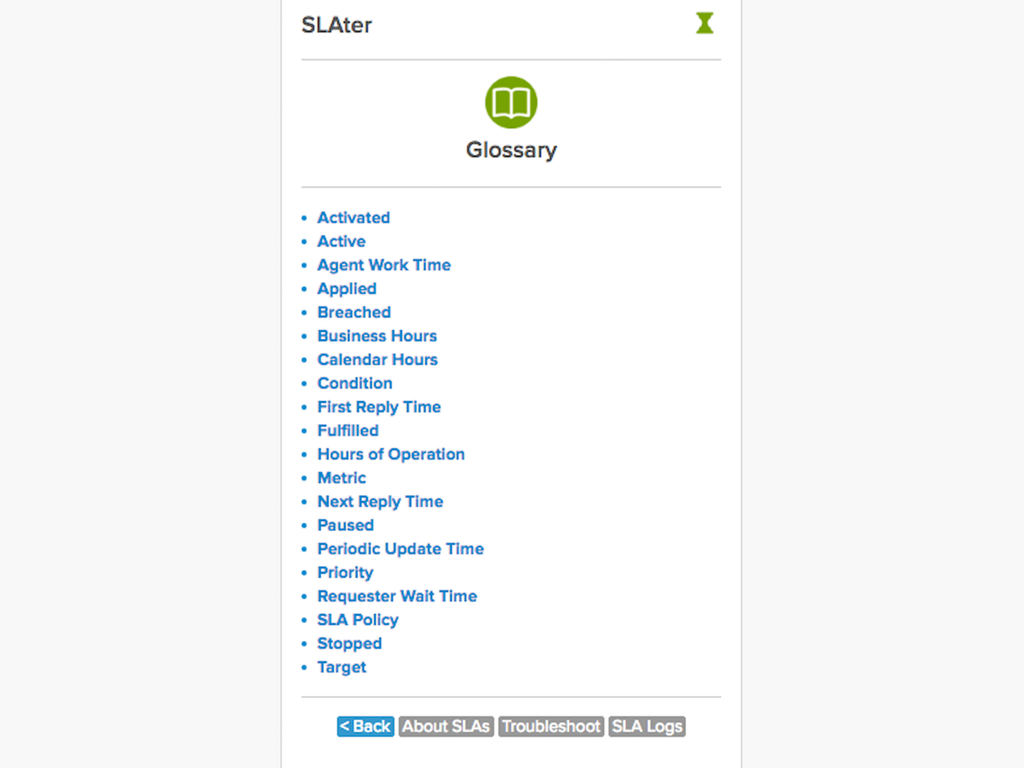 SLAter
Glossary
• Activated
• Active
• Agent Work Time
• Applied
• Breached
• Business Hours
• Calendar Hours
• Condition
• First Reply Time
• Fulfilled
• Hours of Operation
• Metric
• Next Reply Time
• Paused
• Periodic Update Time
• Priority
• Requester Wait Time
• SLA Policy
• Stopped
• Target
< Back About SLAs Troubleshoot SLA Logs